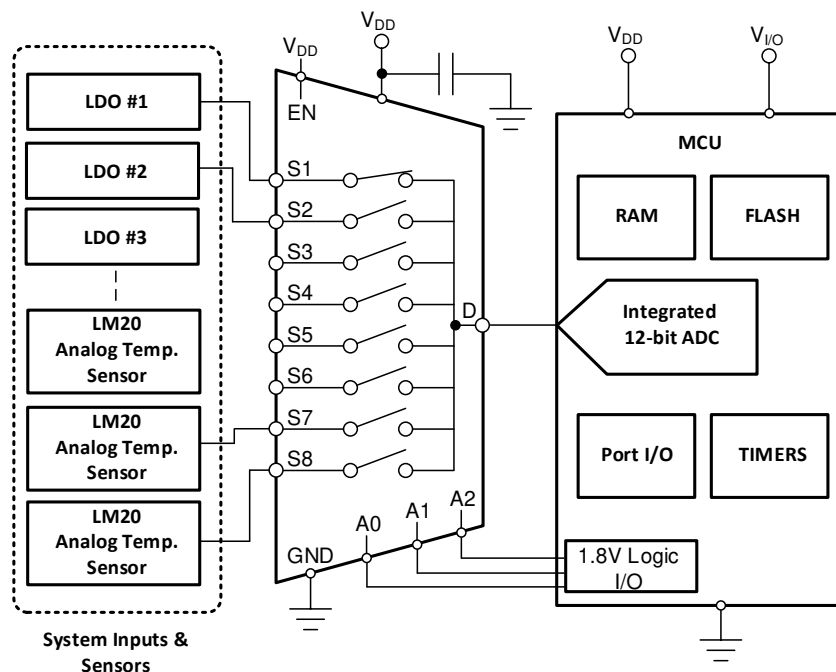 LDO #1
LDO #2
LDO #3
LM20
Analog Temp.
Sensor
LM20
Analog Temp.
Sensor
LM20
Analog Temp.
Sensor
System Inputs &
Sensors
VDD
VDD
EN
S1
S2
S3
S4
S5
S6
S7
S8
D
A0
A1
A2
GND
VDD
VI/O
MCU
RAM
FLASH
Integrated
12-bit ADC
Port I/O
TIMERS
1.8V Logic
I/O